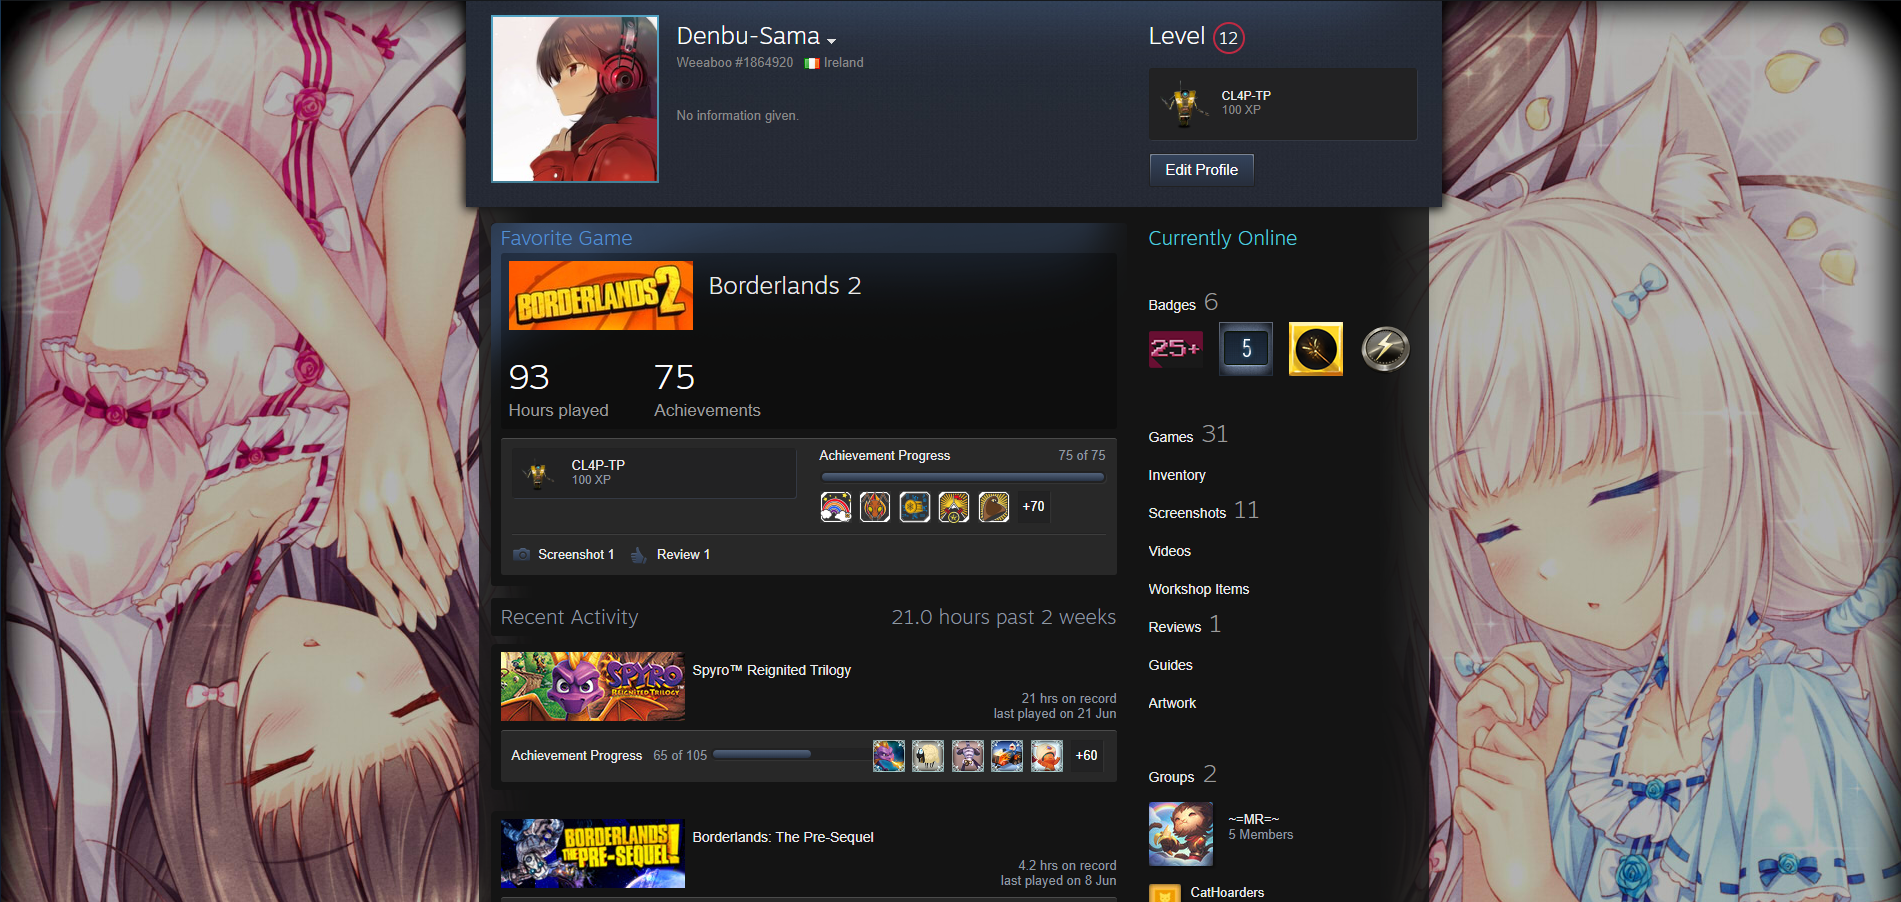 Denbu-Sama
Weeaboo #1864920 Ireland
No information given.
Level 12
CL4P-TP
100 XP
Edit Profile
Favorite Game
BORDERLANDS 2
Borderlands 2
93
Hours played
75
Achievements
CL4P-TP
100 XP
Achievement Progress 75 of 75
+70
Screenshot 1 Review 1
Recent Activity 21.0 hours past 2 weeks
SPYRO
REIGNITED TRILOGY
Spyro™ Reignited Trilogy
21 hrs on record
last played on 21 Jun
Achievement Progress 65 of 105
+60
BORDERLANDS
THE PRE-SEQUEL!
Borderlands: The Pre-Sequel
4.2 hrs on record
last played on 8 Jun
Currently Online
Badges 6
25+
5
Games 31
Inventory
Screenshots 11
Videos
Workshop Items
Reviews 1
Guides
Artwork
Groups 2
~=MR=~
5 Members
CatHoarders